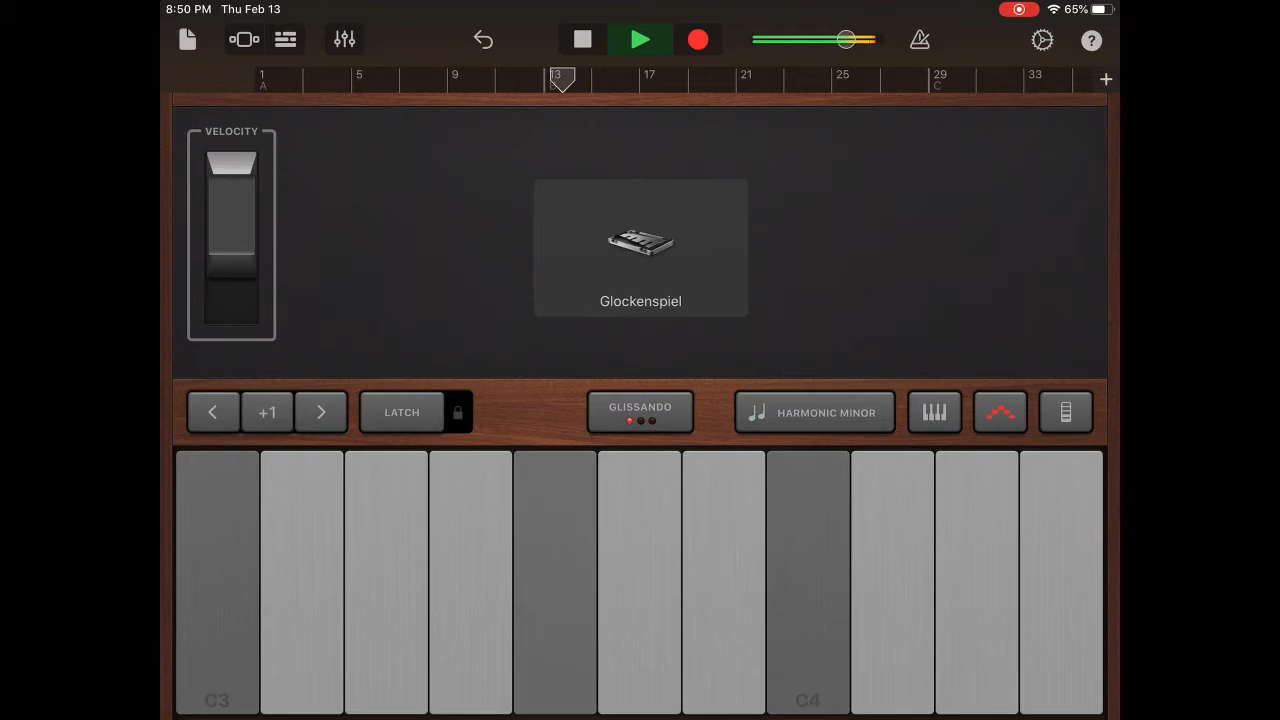 8:50 PM Thu Feb 13 65%
1 5 9 13 17 21 25 29 33
A C
VELOCITY
Glockenspiel
+1 LATCH GLISSANDO HARMONIC MINOR
C3 C4